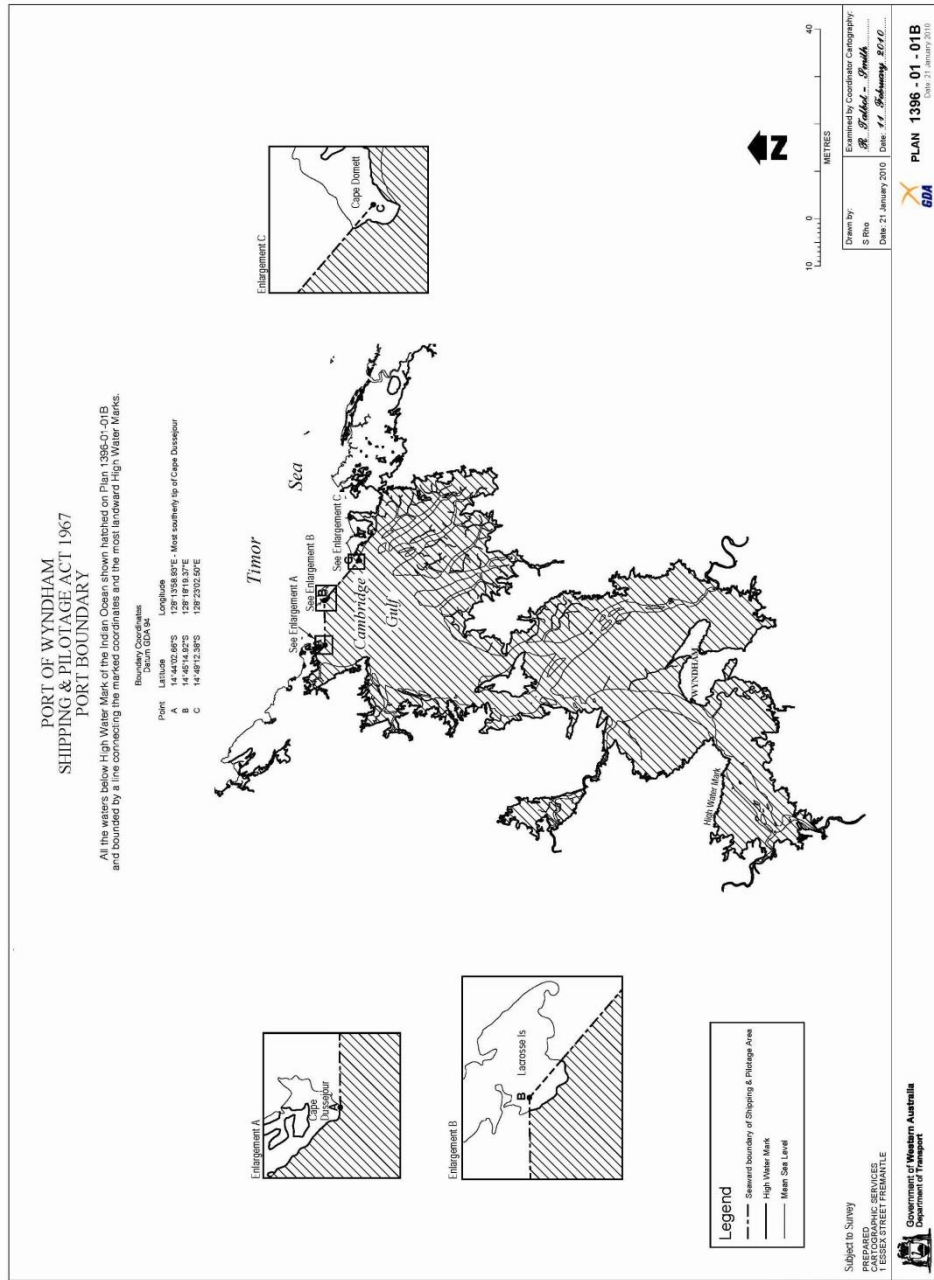 PORT OF WYNDHAM
SHIPPING & PILOTAGE ACT 1967
PORT BOUNDARY
All the waters below High Water Mark of the Indian Ocean shown hatched on Plan 1396-01-01B
and bounded by a line connecting the marked coordinates and the most landward High Water Marks.
Boundary Coordinates
Datum GDA 94
Point Latitude Longitude
A 14°44'02.66"S 128°13'58.93"E - Most southerly tip of Cape Dussejour
B 14°45'14.92"S 128°18'19.37"E
C 14°49'12.38"S 128°23'02.50"E
Enlargement A
Cape
Dussejour
A
Enlargement B
Lacrosse Is
B
Enlargement C
Cape Domett
C
Timor
Sea
See Enlargement A
See Enlargement B
See Enlargement C
B
C
Cambridge
Gulf
WYNDHAM
High Water Mark
Legend
Seaward boundary of Shipping & Pilotage Area
High Water Mark
Mean Sea Level
N
METRES
10 0 40
Subject to Survey
PREPARED
CARTOGRAPHIC SERVICES
1 ESSEX STREET FREMANTLE
Drawn by:
S Rho
Date: 21 January 2010
Examined by Coordinator Cartography:
R Talbot - Smith
Date: 11 February 2010
Government of Western Australia
Department of Transport
GDA
PLAN 1396 - 01 - 01B
Date: 21 January 2010